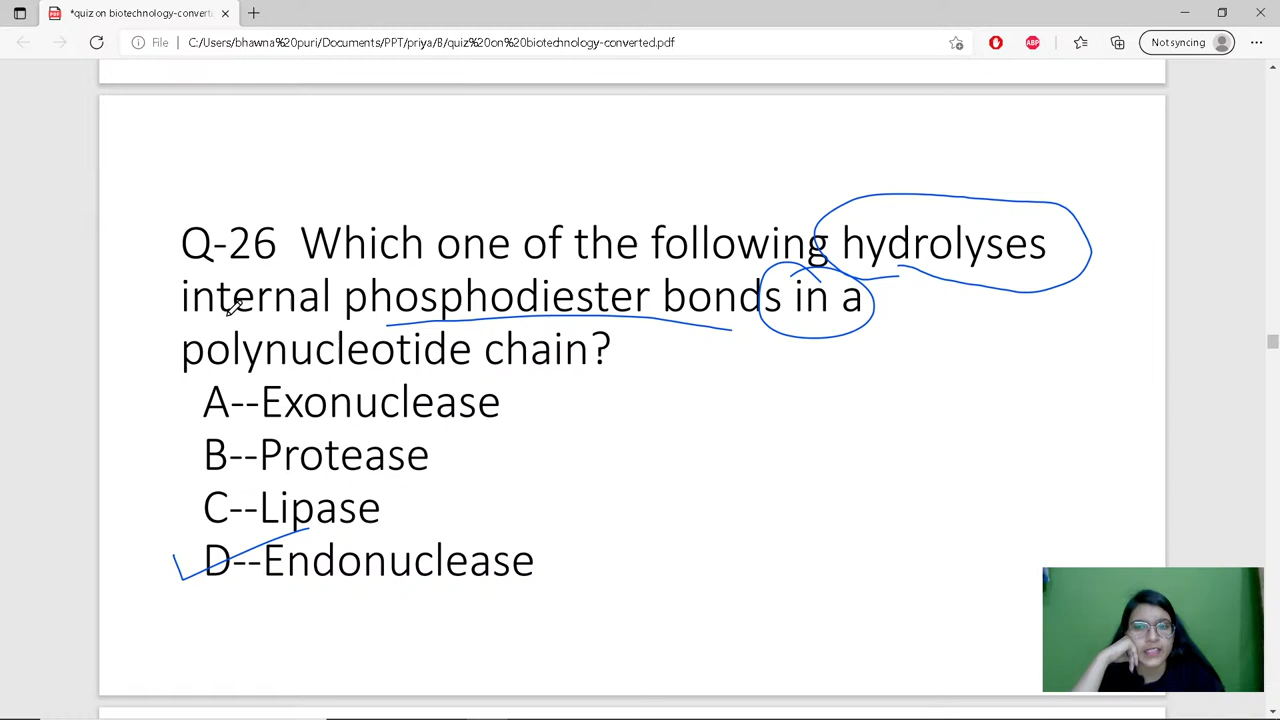 *quiz on biotechnology-converte
File C:/Users/bhawna%20puri/Documents/PPT/priya/B/quiz%20on%20biotechnology-converted.pdf
ABP
Not syncing
Q-26 Which one of the following hydrolyses
internal phosphodiester bonds in a
polynucleotide chain?
A--Exonuclease
B--Protease
C--Lipase
D--Endonuclease